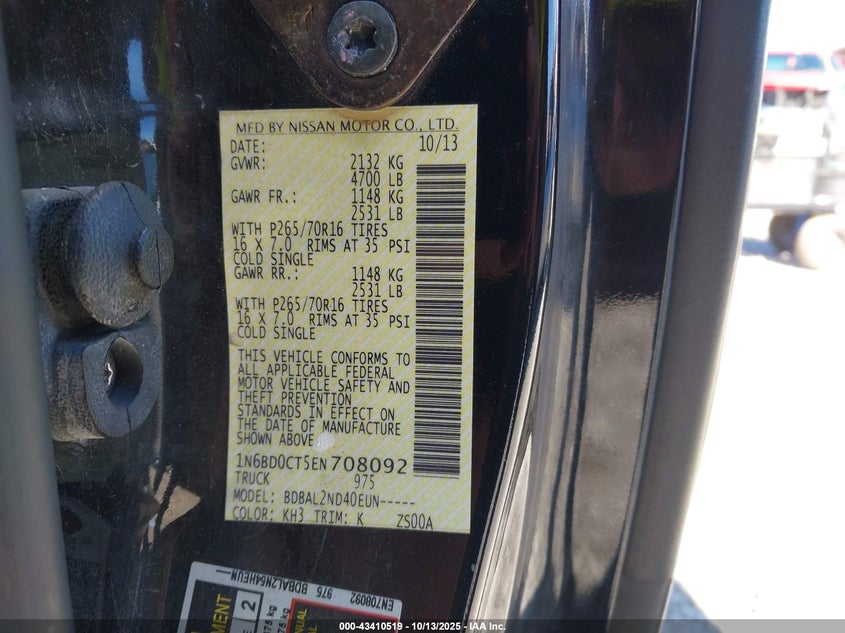 MFD BY NISSAN MOTOR CO., LTD.
DATE: 10/13
GVWR: 2132 KG
4700 LB
GAWR FR.: 1148 KG
2531 LB
WITH P265/70R16 TIRES
16 X 7.0 RIMS AT 35 PSI
COLD SINGLE
GAWR RR.: 1148 KG
2531 LB
WITH P265/70R16 TIRES
16 X 7.0 RIMS AT 35 PSI
COLD SINGLE
THIS VEHICLE CONFORMS TO
ALL APPLICABLE FEDERAL
MOTOR VEHICLE SAFETY AND
THEFT PREVENTION
STANDARDS IN EFFECT ON
THE DATE OF MANUFACTURE
SHOWN ABOVE
1N6BD0CT5EN708092
TRUCK 975
MODEL: BDBAL2ND40EUN-----
COLOR: KH3 TRIM: K ZS00A
EN708092 975 BDBAL2N64HEUN
2
000-43410519 - 10/13/2025 - IAA Inc.